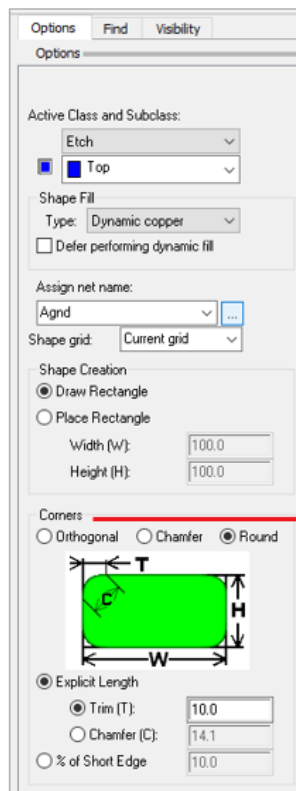 Options Find Visibility
Options
Active Class and Subclass:
Etch
Top
Shape Fill
Type: Dynamic copper
Defer performing dynamic fill
Assign net name:
Agnd ...
Shape grid: Current grid
Shape Creation
Draw Rectangle
Place Rectangle
Width (W): 100.0
Height (H): 100.0
Corners
Orthogonal Chamfer Round
T
C
H
W
Explicit Length
Trim (T): 10.0
Chamfer (C): 14.1
% of Short Edge 10.0